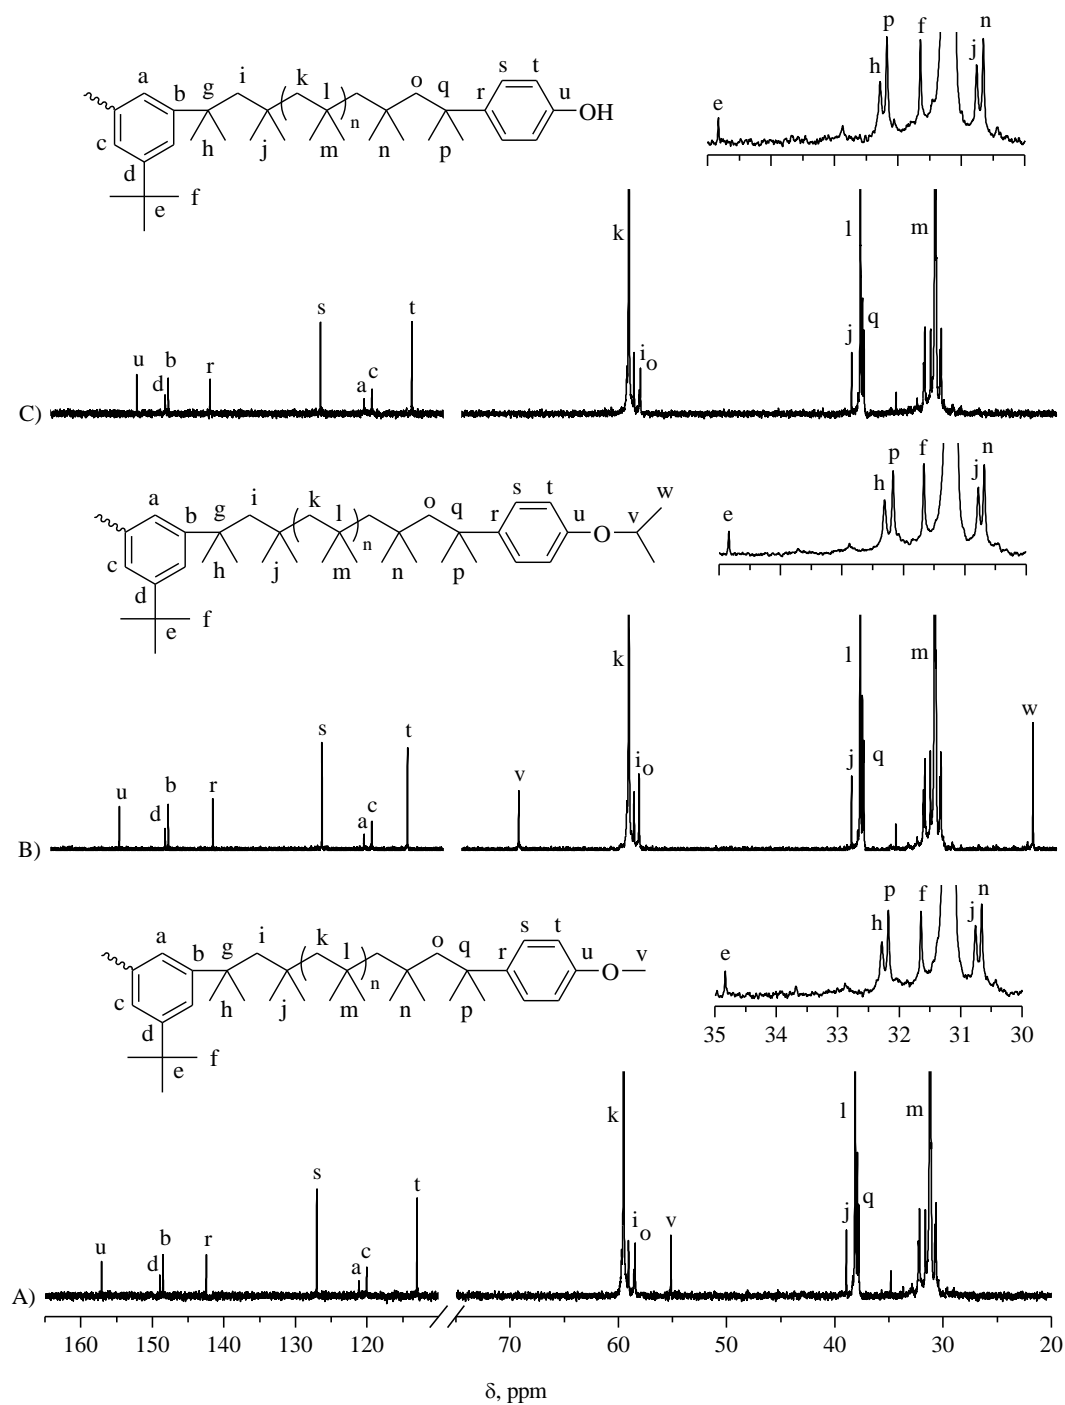 p f n
h j
e
a b g i k l o q r s t u OH
n
c h j m n p
d
e f
k l m
s t
u d b r a c
i o
j q
C)
p f n
h j
e
a b g i k l o q r s t u O v w
n
c h j m n p
d
e f
k l m
w
s t
u d b r a c
v
i o
j q
B)
p f n
h j
e
a b g i k l o q r s t u O v
n
c h j m n p
d
e f
35 34 33 32 31 30
k l m
s t
u d b r a c
i o v
j q
A)
160 150 140 130 120 70 60 50 40 30 20
δ, ppm